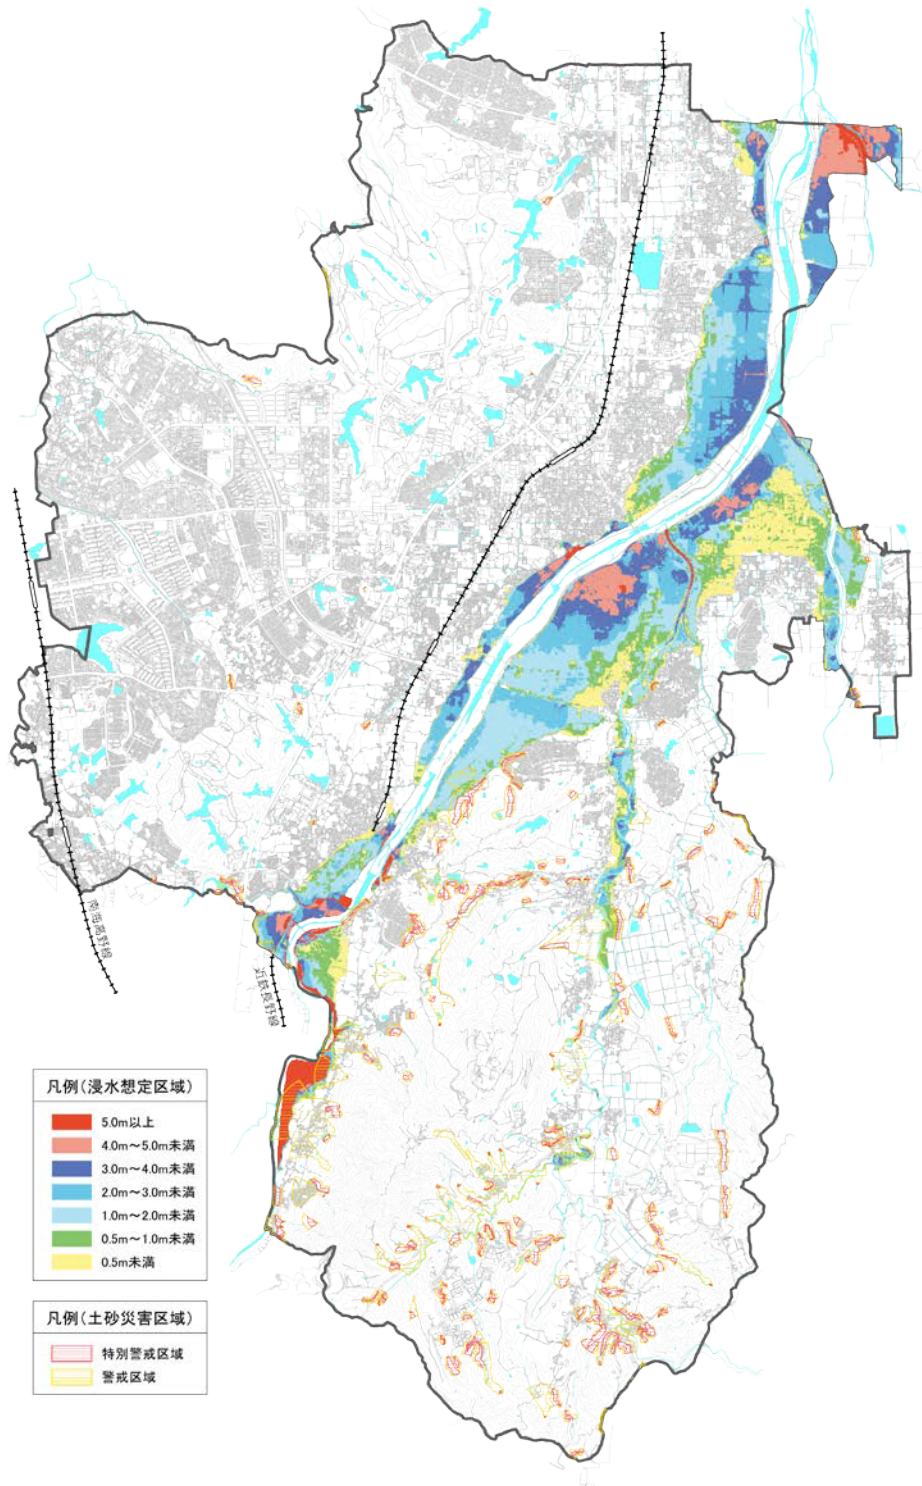 南海高野線
近鉄長野線
凡例(浸水想定区域)
5.0m以上
4.0m～5.0m未満
3.0m～4.0m未満
2.0m～3.0m未満
1.0m～2.0m未満
0.5m～1.0m未満
0.5m未満
凡例(土砂災害区域)
特別警戒区域
警戒区域